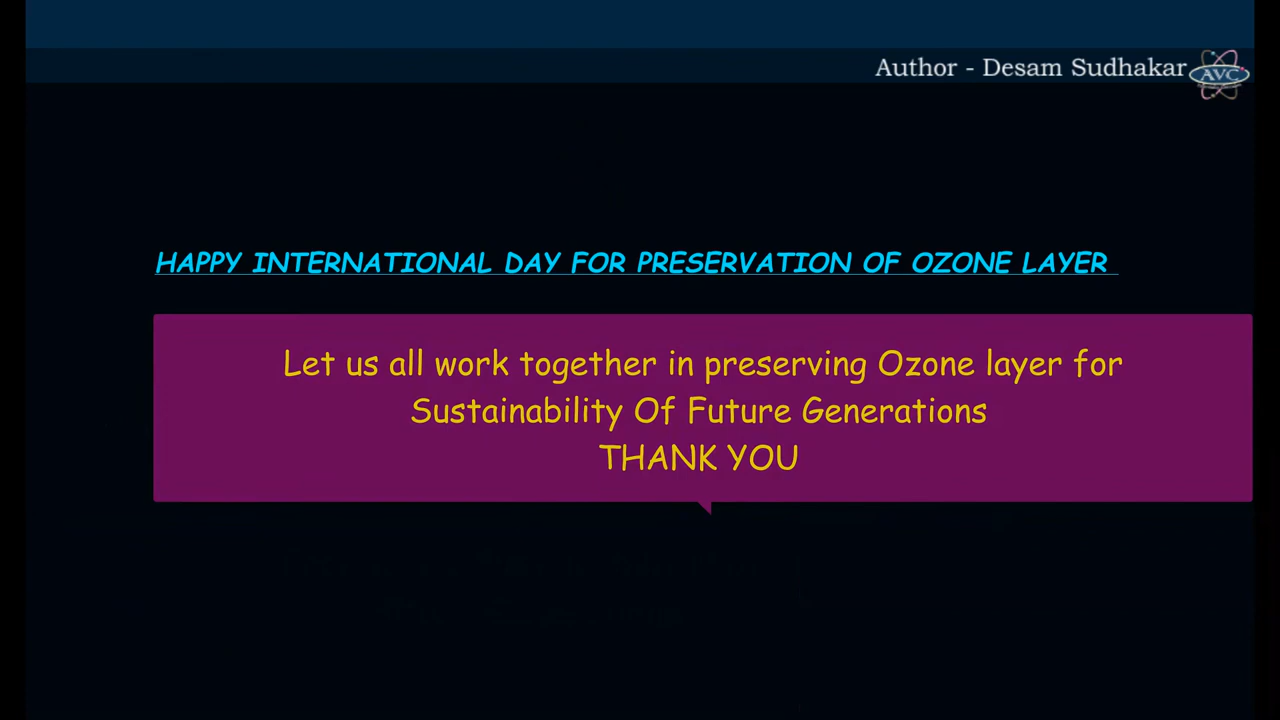 Author - Desam Sudhakar
AVC
HAPPY INTERNATIONAL DAY FOR PRESERVATION OF OZONE LAYER
Let us all work together in preserving Ozone layer for
Sustainability Of Future Generations
THANK YOU